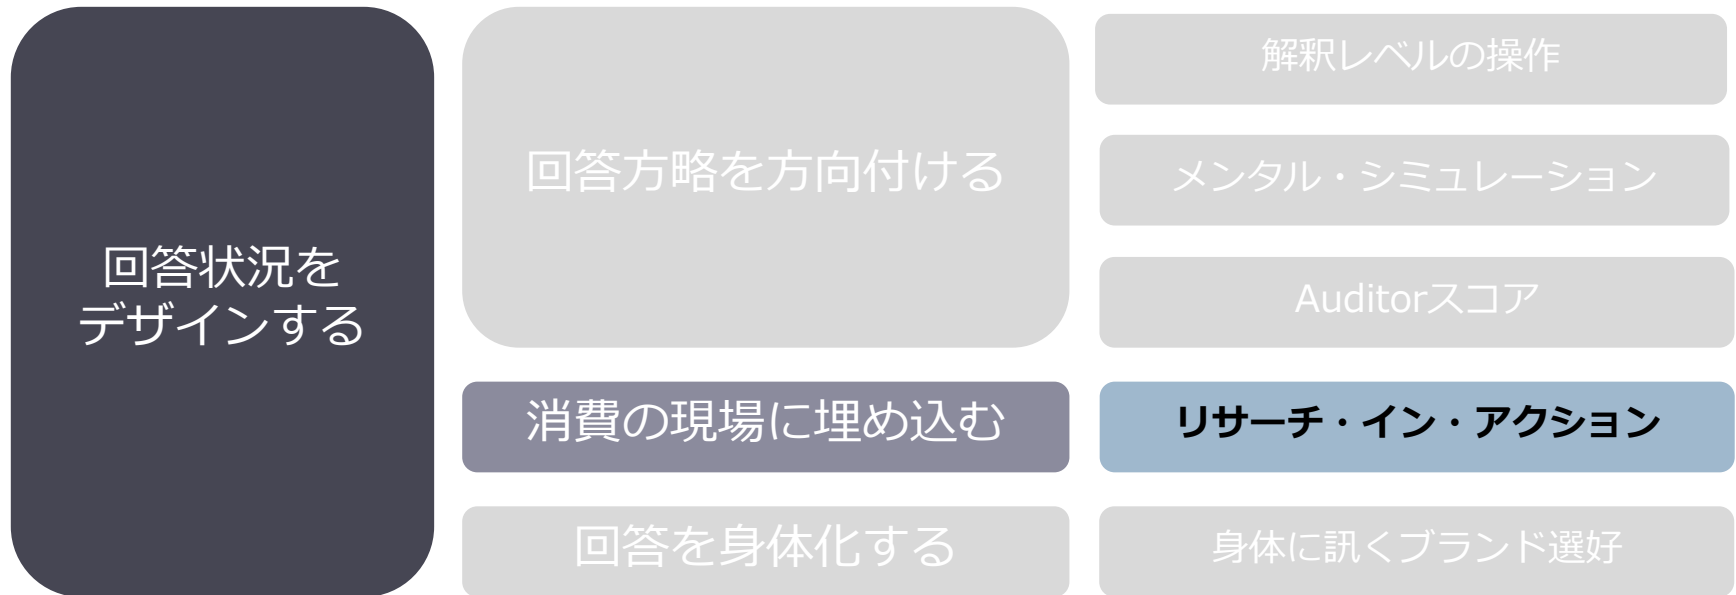 回答状況を
デザインする
回答方略を方向付ける
解釈レベルの操作
メンタル・シミュレーション
Auditorスコア
消費の現場に埋め込む
リサーチ・イン・アクション
回答を身体化する
身体に訊くブランド選好